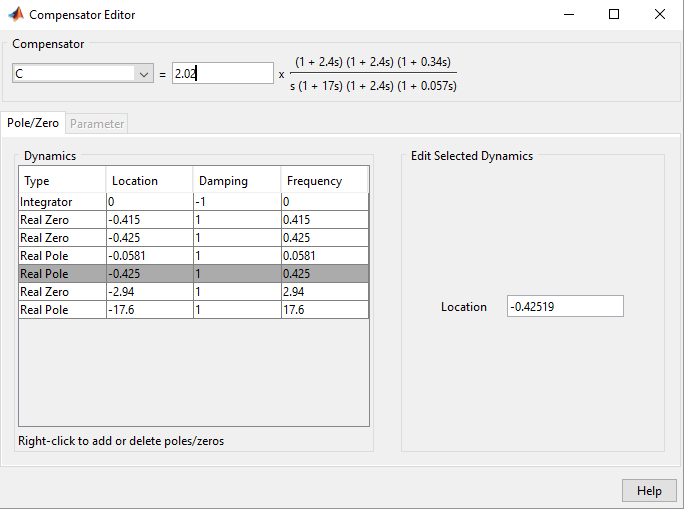 Compensator Editor
Compensator
C = 2.02 x (1 + 2.4s) (1 + 2.4s) (1 + 0.34s)
s (1 + 17s) (1 + 2.4s) (1 + 0.057s)
Pole/Zero Parameter
Dynamics
Type Location Damping Frequency
Integrator 0 -1 0
Real Zero -0.415 1 0.415
Real Zero -0.425 1 0.425
Real Pole -0.0581 1 0.0581
Real Pole -0.425 1 0.425
Real Zero -2.94 1 2.94
Real Pole -17.6 1 17.6
Right-click to add or delete poles/zeros
Edit Selected Dynamics
Location -0.42519
Help